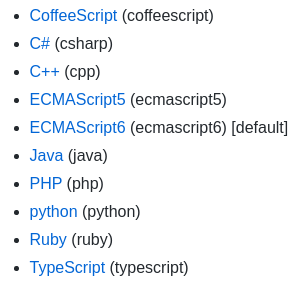 CoffeeScript (coffeescript)
C# (csharp)
C++ (cpp)
ECMAScript5 (ecmascript5)
ECMAScript6 (ecmascript6) [default]
Java (java)
PHP (php)
python (python)
Ruby (ruby)
TypeScript (typescript)